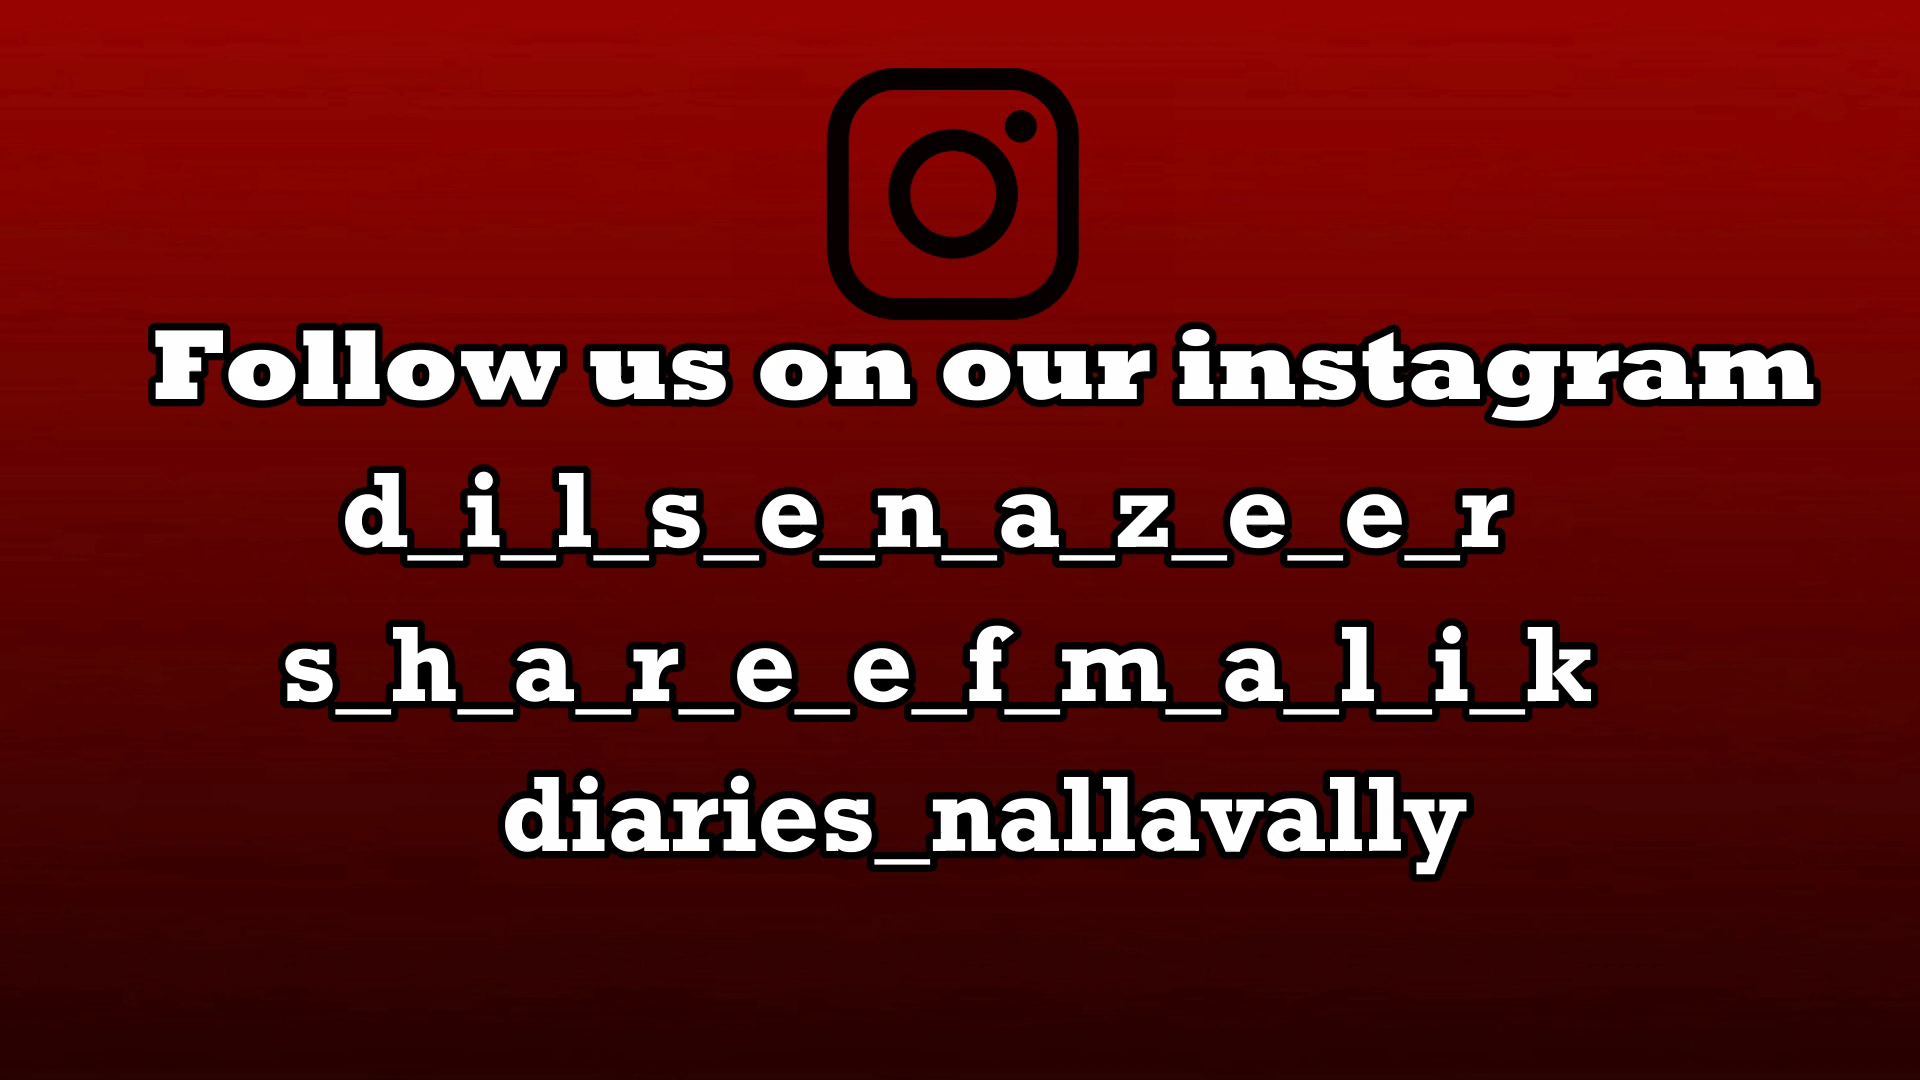 Follow us on our instagram
d_i_l_s_e_n_a_z_e_e_r
s_h_a_r_e_e_f_m_a_l_i_k
diaries_nallavally